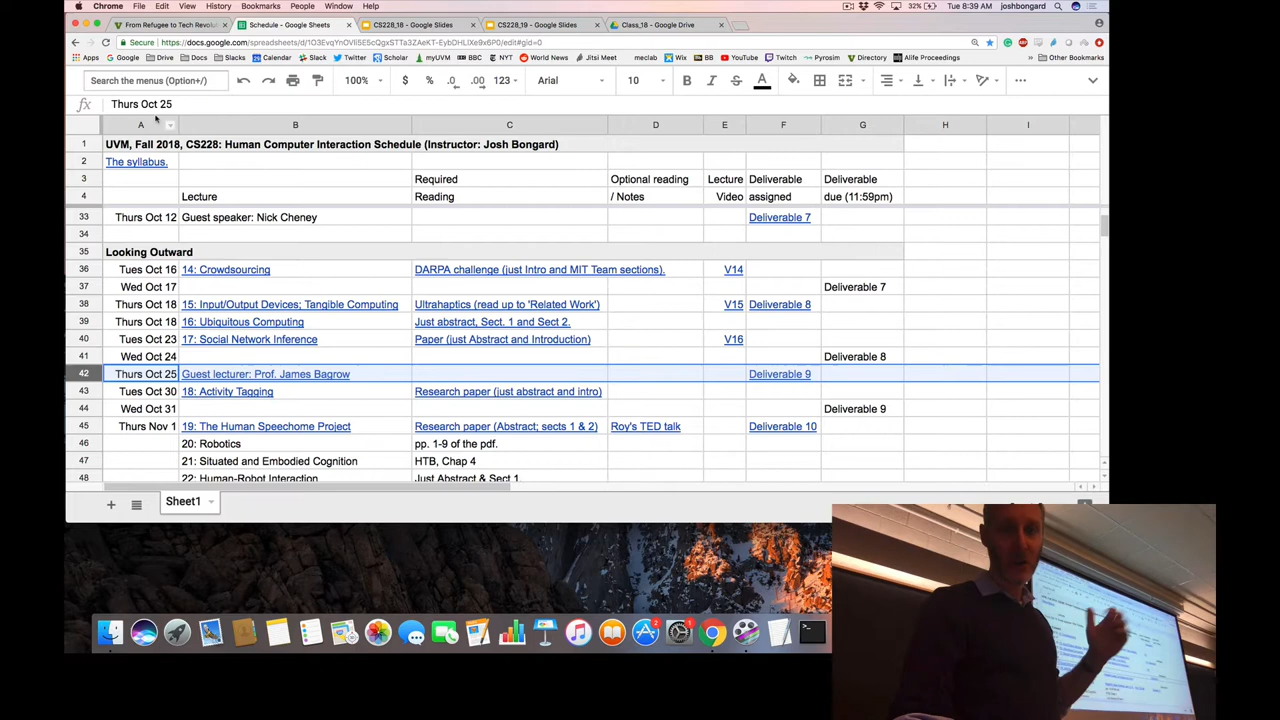 Chrome File Edit View History Bookmarks People Window Help 32% Tue 8:39 AM joshbongard
From Refugee to Tech Revolu Schedule - Google Sheets CS228_18 - Google Slides CS228_19 - Google Slides Class_18 - Google Drive
Secure https://docs.google.com/spreadsheets/d/1O3EvqYnOVli5E5cQgxSTTa3ZAeKT-EybDHLIXe9x6P0/edit#gid=0
Apps Google Drive Docs Slacks Calendar Slack Twitter Scholar myUVM BBC NYT World News Jitsi Meet meclab Wix BB YouTube Twitch Pyrosim Directory Alife Proceedings Other Bookmarks
Search the menus (Option+/) 100% $ % .0 .00 123 Arial 10 B I S A
fx Thurs Oct 25
A B C D E F G H I
1 UVM, Fall 2018, CS228: Human Computer Interaction Schedule (Instructor: Josh Bongard)
2 The syllabus.
3 Required Optional reading Lecture Deliverable Deliverable
4 Lecture Reading / Notes Video assigned due (11:59pm)
33 Thurs Oct 12 Guest speaker: Nick Cheney Deliverable 7
34
35 Looking Outward
36 Tues Oct 16 14: Crowdsourcing DARPA challenge (just Intro and MIT Team sections). V14
37 Wed Oct 17 Deliverable 7
38 Thurs Oct 18 15: Input/Output Devices; Tangible Computing Ultrahaptics (read up to 'Related Work') V15 Deliverable 8
39 Thurs Oct 18 16: Ubiquitous Computing Just abstract, Sect. 1 and Sect 2.
40 Tues Oct 23 17: Social Network Inference Paper (just Abstract and Introduction) V16
41 Wed Oct 24 Deliverable 8
42 Thurs Oct 25 Guest lecturer: Prof. James Bagrow Deliverable 9
43 Tues Oct 30 18: Activity Tagging Research paper (just abstract and intro)
44 Wed Oct 31 Deliverable 9
45 Thurs Nov 1 19: The Human Speechome Project Research paper (Abstract; sects 1 & 2) Roy's TED talk Deliverable 10
46 20: Robotics pp. 1-9 of the pdf.
47 21: Situated and Embodied Cognition HTB, Chap 4
48 22: Human-Robot Interaction Just Abstract & Sect 1.
Sheet1